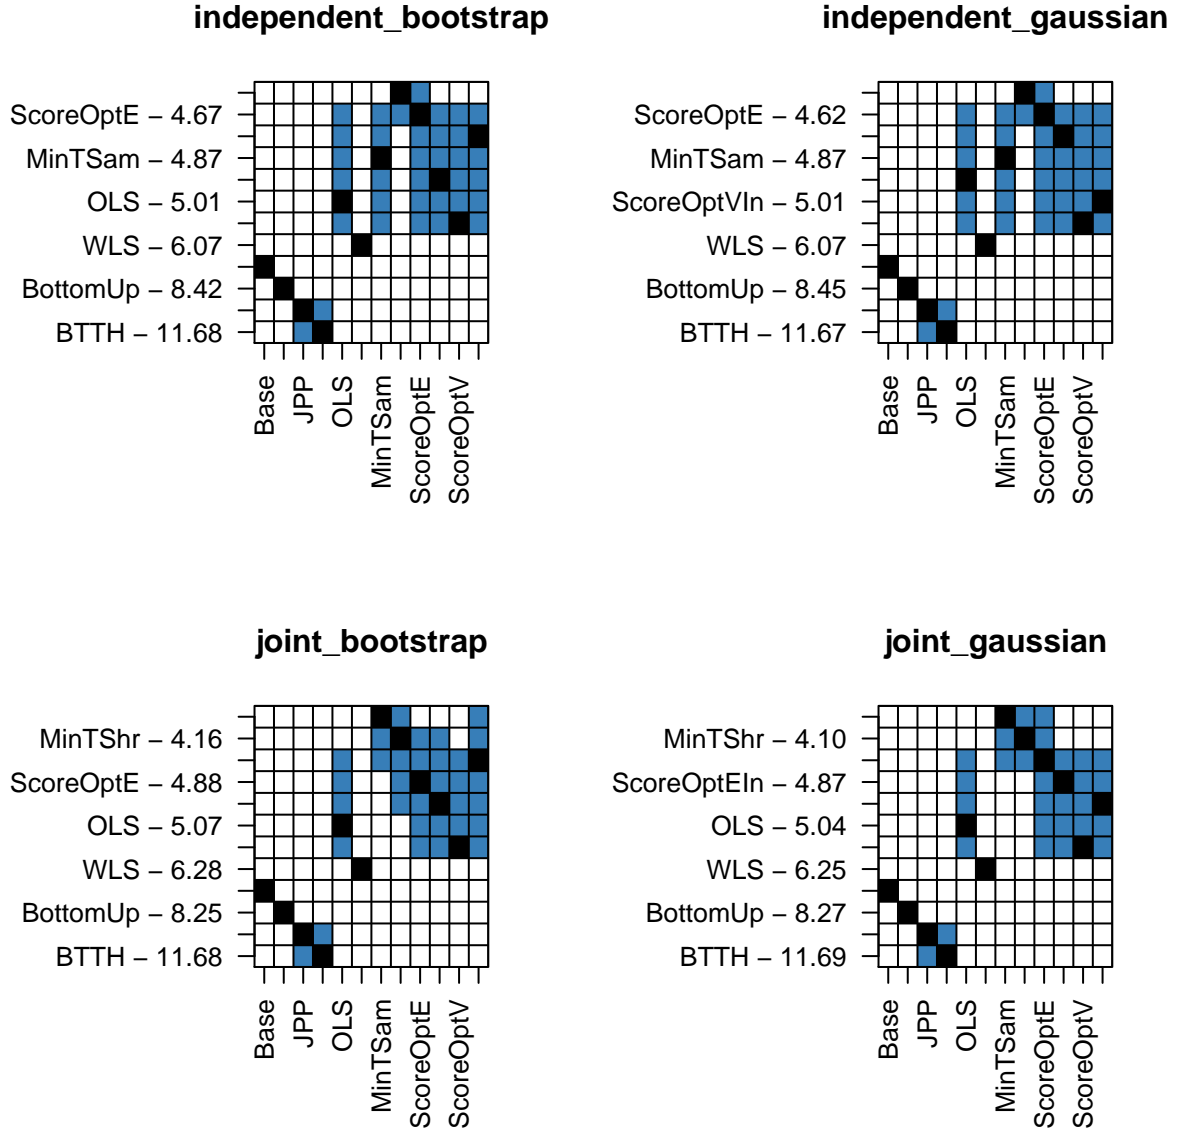 independent_bootstrap
ScoreOptE – 4.67
MinTSam – 4.87
OLS – 5.01
WLS – 6.07
BottomUp – 8.42
BTTH – 11.68
Base
JPP
OLS
MinTSam
ScoreOptE
ScoreOptV
independent_gaussian
ScoreOptE – 4.62
MinTSam – 4.87
ScoreOptVIn – 5.01
WLS – 6.07
BottomUp – 8.45
BTTH – 11.67
Base
JPP
OLS
MinTSam
ScoreOptE
ScoreOptV
joint_bootstrap
MinTShr – 4.16
ScoreOptE – 4.88
OLS – 5.07
WLS – 6.28
BottomUp – 8.25
BTTH – 11.68
Base
JPP
OLS
MinTSam
ScoreOptE
ScoreOptV
joint_gaussian
MinTShr – 4.10
ScoreOptEIn – 4.87
OLS – 5.04
WLS – 6.25
BottomUp – 8.27
BTTH – 11.69
Base
JPP
OLS
MinTSam
ScoreOptE
ScoreOptV